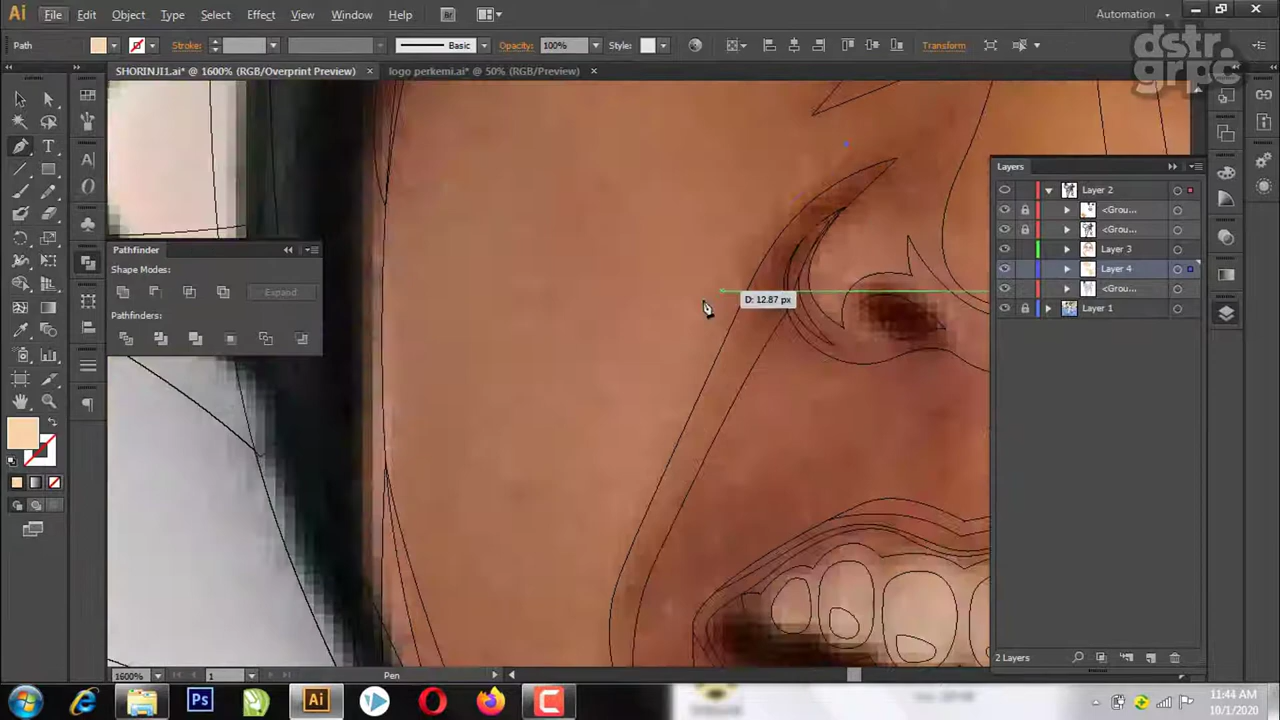 Ai File Edit Object Type Select Effect View Window Help Br Automation
dstr.
grpc
Path Stroke: Basic Opacity: 100% Style: Transform
SHORINJI1.ai* @ 1600% (RGB/Overprint Preview) × logo perkemi.ai* @ 50% (RGB/Preview) ×
Layers
Layer 2
<Grou...
<Grou...
Layer 3
Layer 4
<Grou...
Layer 1
2 Layers
Pathfinder
Shape Modes:
Expand
Pathfinders:
D: 12.87 px
1600% 1 Pen
Ps Ai
11:44 AM
10/1/2020